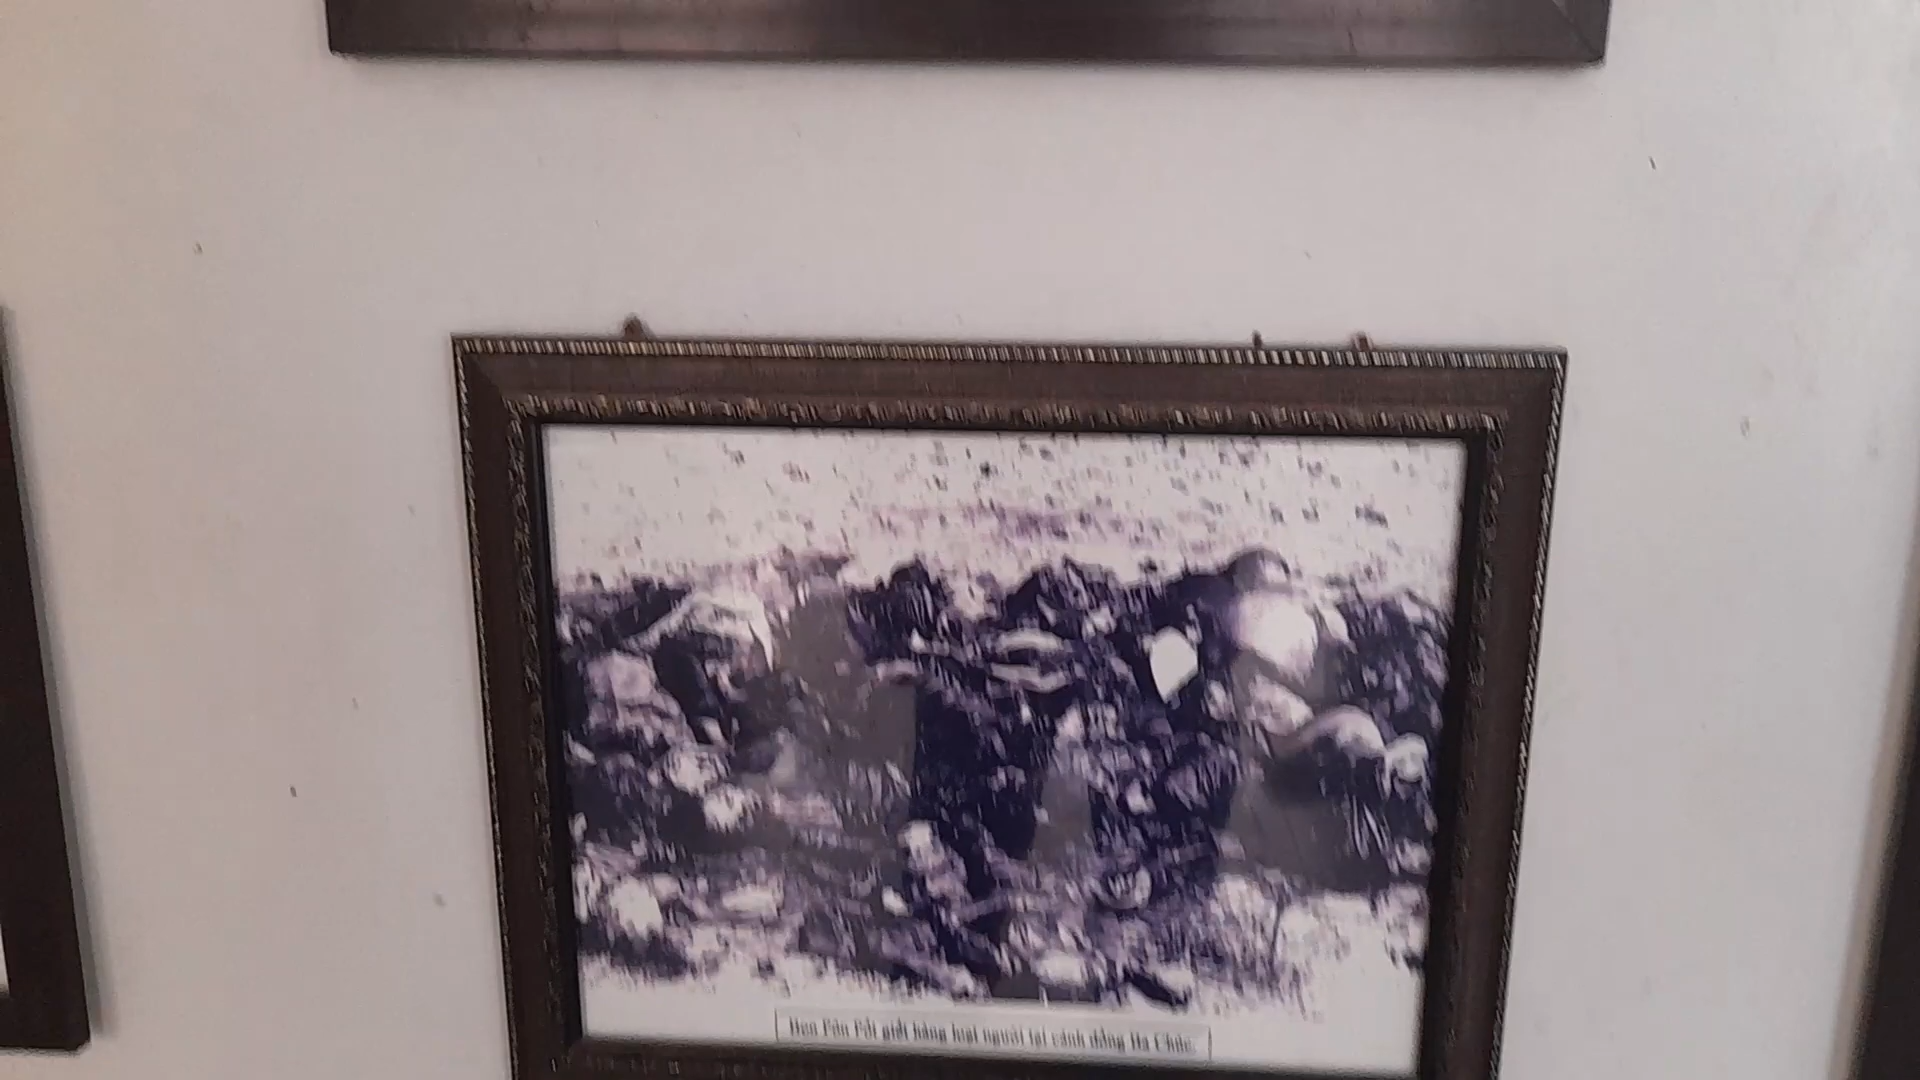 Bọn Pôn Pốt giết hàng loạt người tại cánh đồng Ba Chúc.